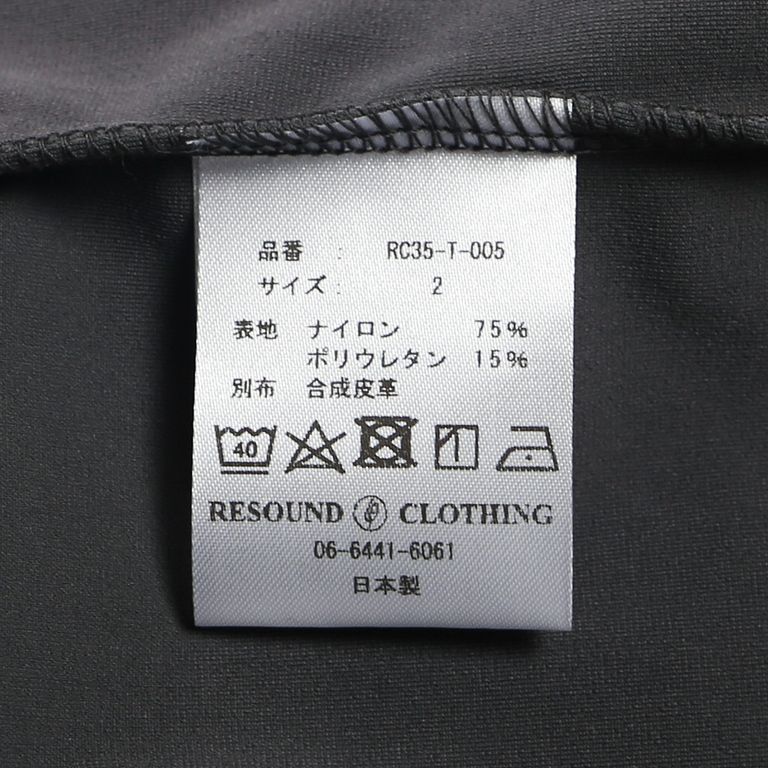 品番 : RC35-T-005
サイズ : 2
表地 ナイロン 75%
ポリウレタン 15%
別布 合成皮革
40
RESOUND CLOTHING
06-6441-6061
日本製